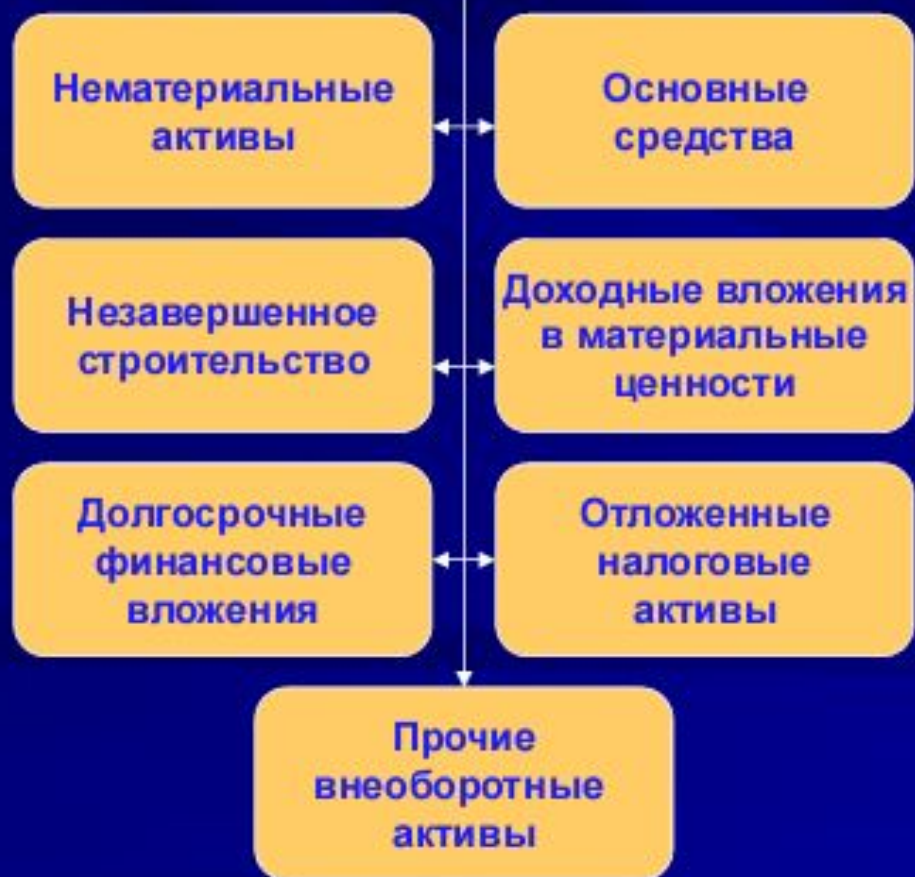 Нематериальные
активы
Основные
средства
Незавершенное
строительство
Доходные вложения
в материальные
ценности
Долгосрочные
финансовые
вложения
Отложенные
налоговые
активы
Прочие
внеоборотные
активы